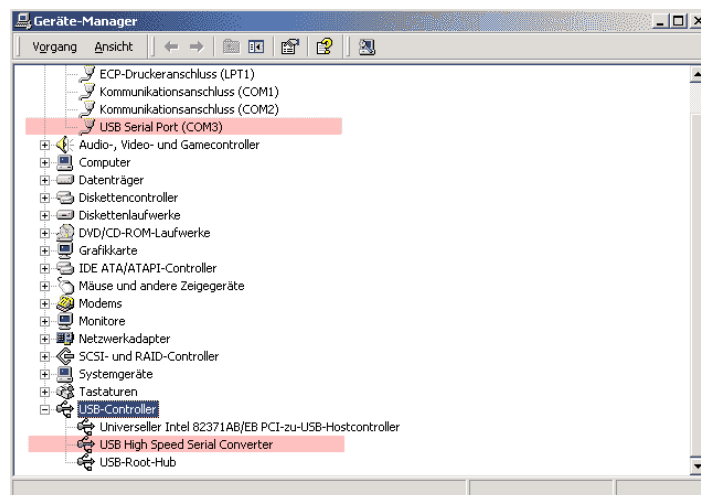 Geräte-Manager
Vorgang Ansicht
ECP-Druckeranschluss (LPT1)
Kommunikationsanschluss (COM1)
Kommunikationsanschluss (COM2)
USB Serial Port (COM3)
Audio-, Video- und Gamecontroller
Computer
Datenträger
Diskettencontroller
Diskettenlaufwerke
DVD/CD-ROM-Laufwerke
Grafikkarte
IDE ATA/ATAPI-Controller
Mäuse und andere Zeigegeräte
Modems
Monitore
Netzwerkadapter
SCSI- und RAID-Controller
Systemgeräte
Tastaturen
USB-Controller
Universeller Intel 82371AB/EB PCI-zu-USB-Hostcontroller
USB High Speed Serial Converter
USB-Root-Hub